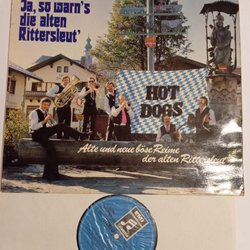 Ja, so warn's
die alten
Rittersleut'
HOT
DOGS
Alte und neue böse Reime
der alten Rittersleut'